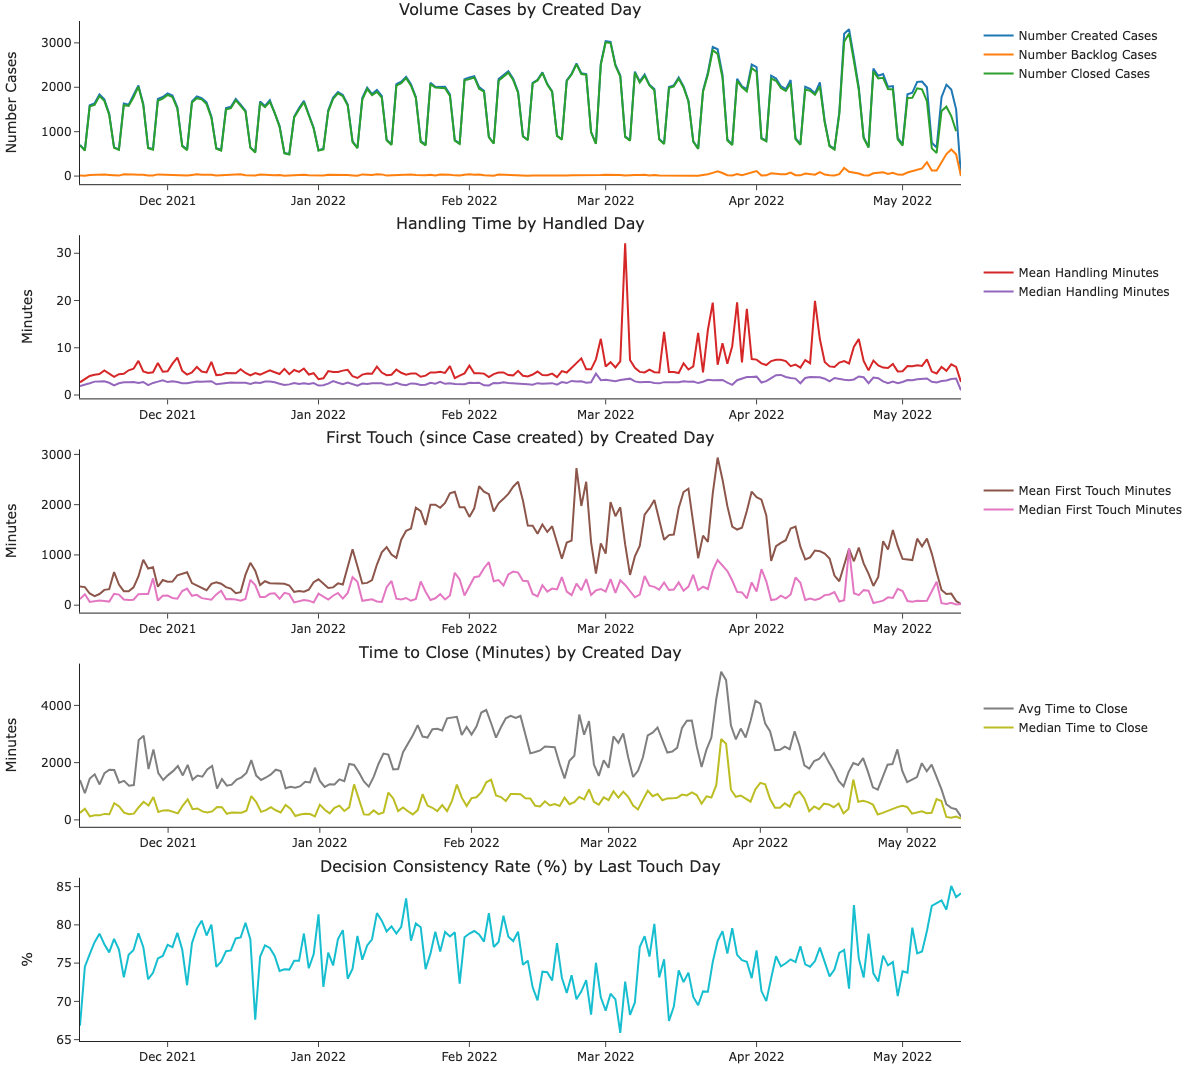 Volume Cases by Created Day
Number Cases
3000
2000
1000
0
Dec 2021
Jan 2022
Feb 2022
Mar 2022
Apr 2022
May 2022
Number Created Cases
Number Backlog Cases
Number Closed Cases
Handling Time by Handled Day
Minutes
30
20
10
0
Dec 2021
Jan 2022
Feb 2022
Mar 2022
Apr 2022
May 2022
Mean Handling Minutes
Median Handling Minutes
First Touch (since Case created) by Created Day
Minutes
3000
2000
1000
0
Dec 2021
Jan 2022
Feb 2022
Mar 2022
Apr 2022
May 2022
Mean First Touch Minutes
Median First Touch Minutes
Time to Close (Minutes) by Created Day
Minutes
4000
2000
0
Dec 2021
Jan 2022
Feb 2022
Mar 2022
Apr 2022
May 2022
Avg Time to Close
Median Time to Close
Decision Consistency Rate (%) by Last Touch Day
%
85
80
75
70
65
Dec 2021
Jan 2022
Feb 2022
Mar 2022
Apr 2022
May 2022